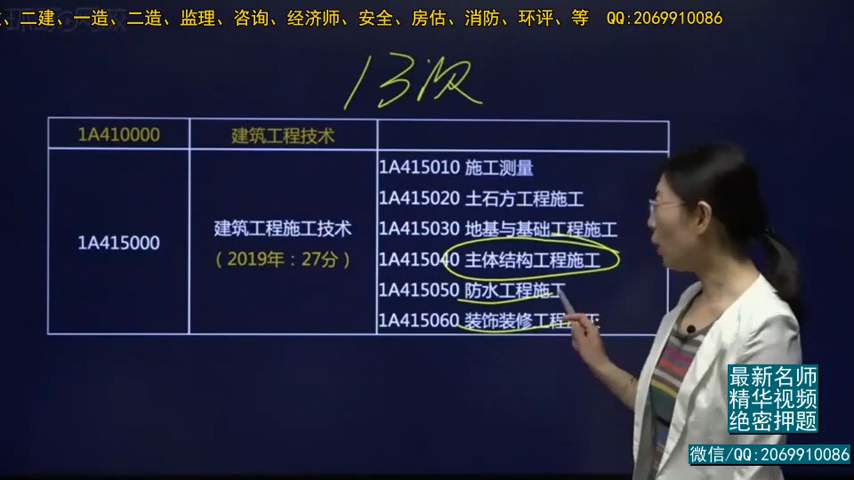 、二建、一造、二造、监理、咨询、经济师、安全、房估、消防、环评、等 QQ:2069910086
13次
1A410000 建筑工程技术
1A415000 建筑工程施工技术
（2019年：27分）
1A415010 施工测量
1A415020 土石方工程施工
1A415030 地基与基础工程施工
1A415040 主体结构工程施工
1A415050 防水工程施工
1A415060 装饰装修工程施工
最新名师
精华视频
绝密押题
微信/QQ:2069910086